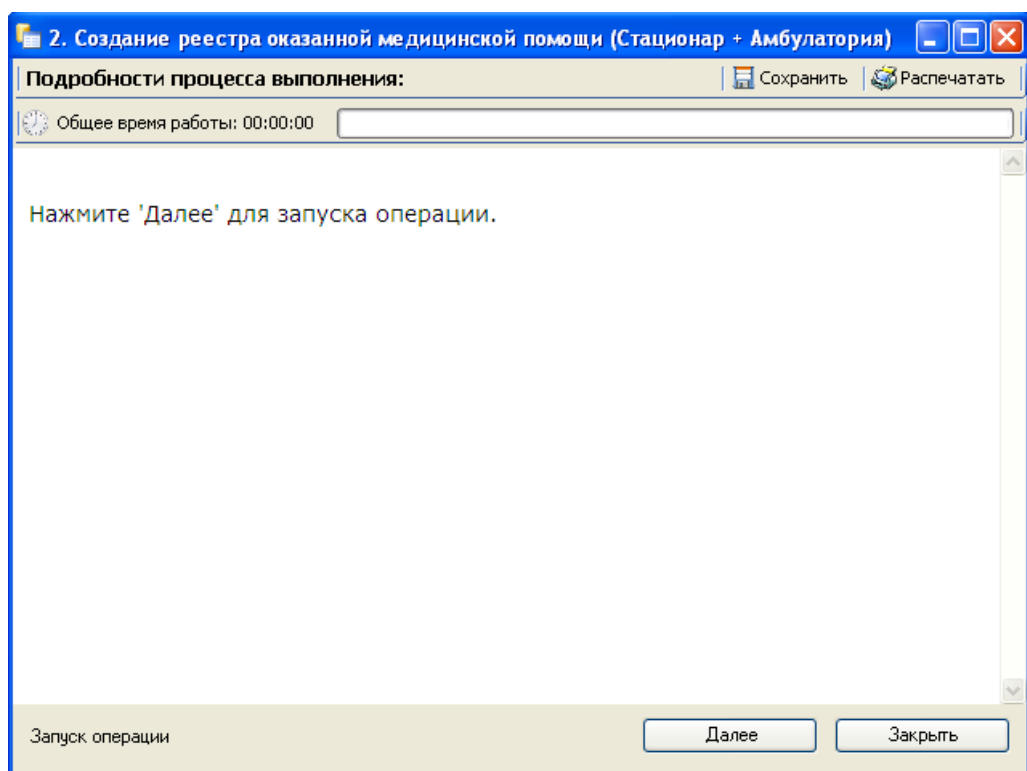 2. Создание реестра оказанной медицинской помощи (Стационар + Амбулатория)
Подробности процесса выполнения: Сохранить Распечатать
Общее время работы: 00:00:00
Нажмите 'Далее' для запуска операции.
Запуск операции Далее Закрыть